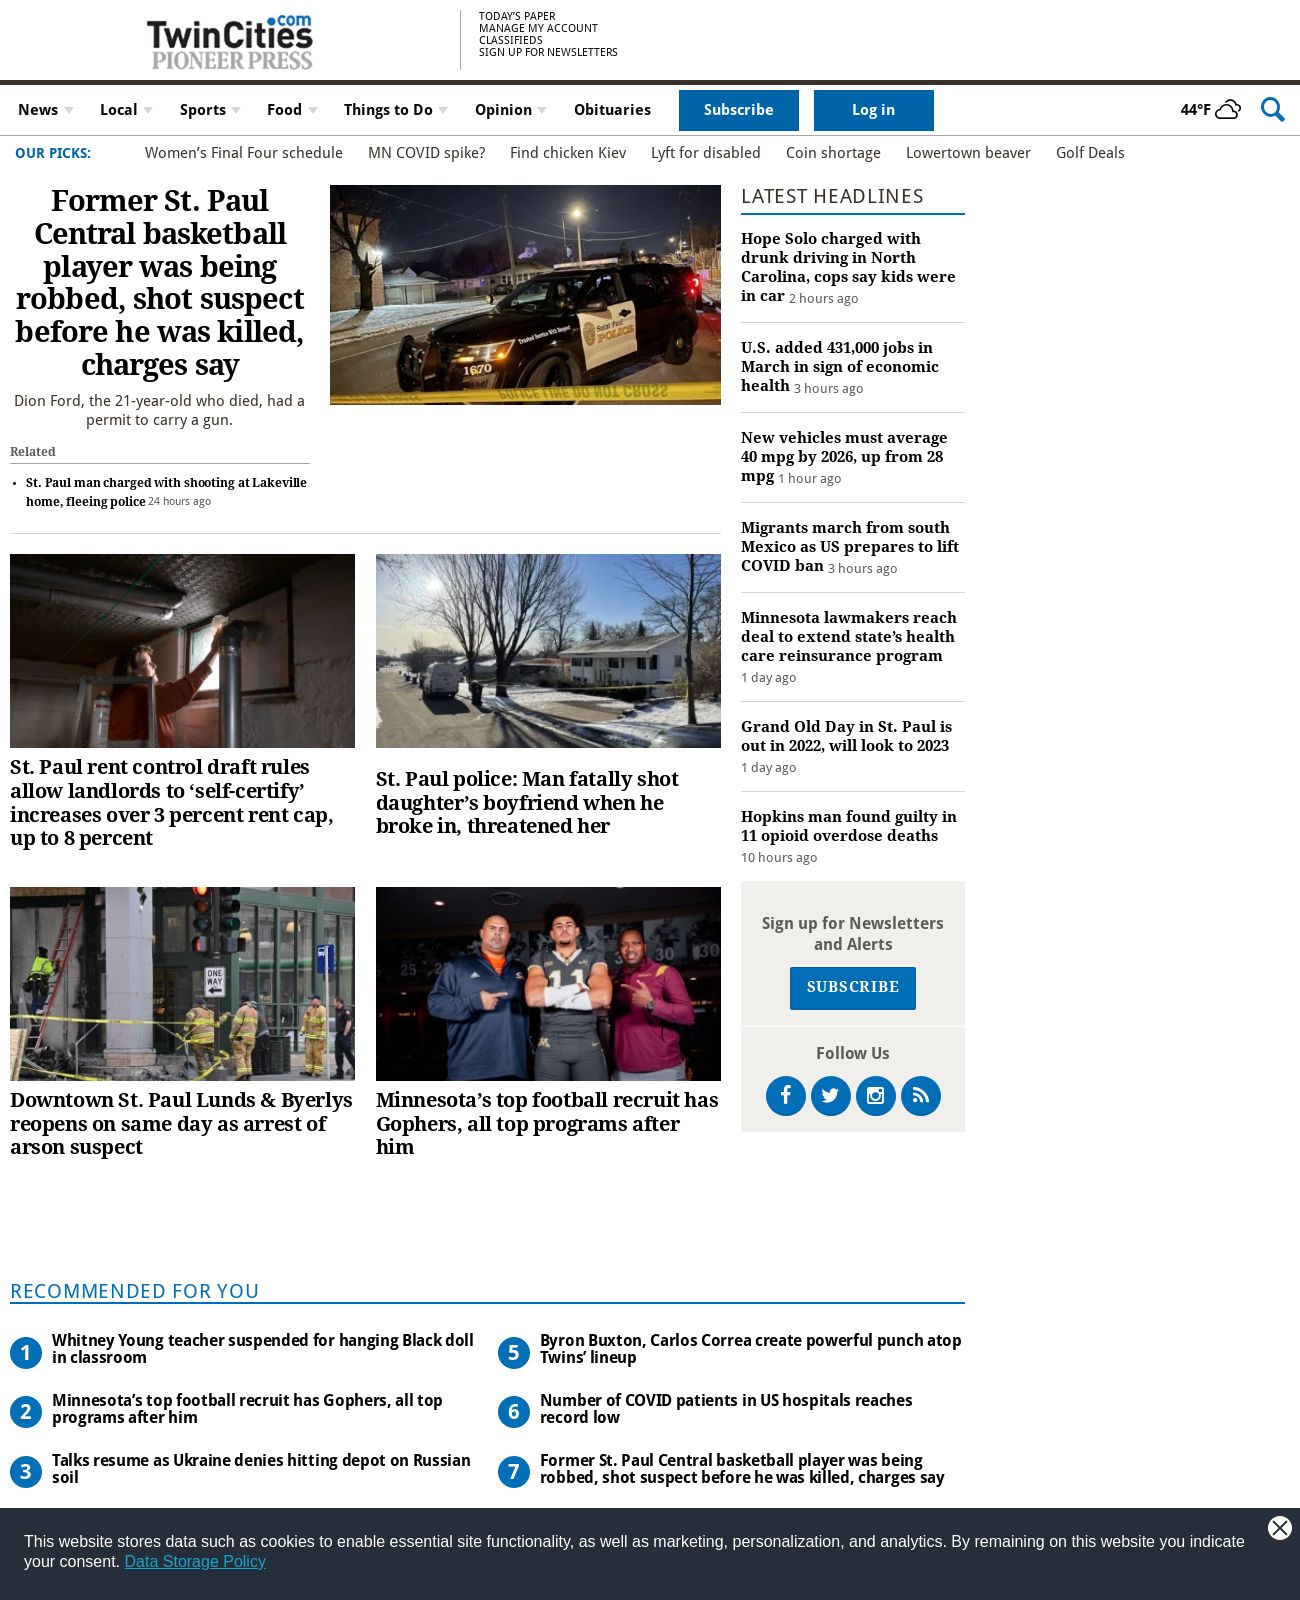 TwinCities.com
PIONEER PRESS
TODAY'S PAPER
MANAGE MY ACCOUNT
CLASSIFIEDS
SIGN UP FOR NEWSLETTERS
News Local Sports Food Things to Do Opinion Obituaries Subscribe Log in 44°F
OUR PICKS: Women’s Final Four schedule MN COVID spike? Find chicken Kiev Lyft for disabled Coin shortage Lowertown beaver Golf Deals
Former St. Paul
Central basketball
player was being
robbed, shot suspect
before he was killed,
charges say
Dion Ford, the 21-year-old who died, had a
permit to carry a gun.
Related
• St. Paul man charged with shooting at Lakeville
home, fleeing police 24 hours ago
Trusted Service With Respect
Saint Paul
POLICE
1670
POLICE LINE DO NOT CROSS
St. Paul rent control draft rules
allow landlords to ‘self-certify’
increases over 3 percent rent cap,
up to 8 percent
St. Paul police: Man fatally shot
daughter’s boyfriend when he
broke in, threatened her
ONE
WAY
Downtown St. Paul Lunds & Byerlys
reopens on same day as arrest of
arson suspect
25
30
11
Minnesota’s top football recruit has
Gophers, all top programs after
him
LATEST HEADLINES
Hope Solo charged with
drunk driving in North
Carolina, cops say kids were
in car 2 hours ago
U.S. added 431,000 jobs in
March in sign of economic
health 3 hours ago
New vehicles must average
40 mpg by 2026, up from 28
mpg 1 hour ago
Migrants march from south
Mexico as US prepares to lift
COVID ban 3 hours ago
Minnesota lawmakers reach
deal to extend state’s health
care reinsurance program
1 day ago
Grand Old Day in St. Paul is
out in 2022, will look to 2023
1 day ago
Hopkins man found guilty in
11 opioid overdose deaths
10 hours ago
Sign up for Newsletters
and Alerts
SUBSCRIBE
Follow Us
RECOMMENDED FOR YOU
1 Whitney Young teacher suspended for hanging Black doll
in classroom
2 Minnesota’s top football recruit has Gophers, all top
programs after him
3 Talks resume as Ukraine denies hitting depot on Russian
soil
5 Byron Buxton, Carlos Correa create powerful punch atop
Twins’ lineup
6 Number of COVID patients in US hospitals reaches
record low
7 Former St. Paul Central basketball player was being
robbed, shot suspect before he was killed, charges say
This website stores data such as cookies to enable essential site functionality, as well as marketing, personalization, and analytics. By remaining on this website you indicate
your consent. Data Storage Policy